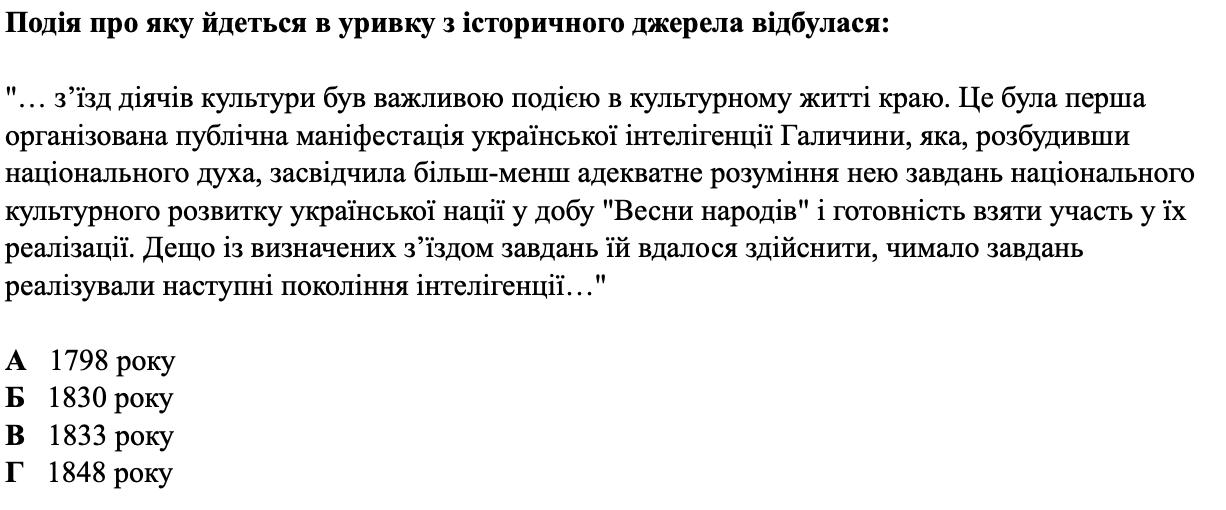 Подія про яку йдеться в уривку з історичного джерела відбулася:
"… з’їзд діячів культури був важливою подією в культурному житті краю. Це була перша
організована публічна маніфестація української інтелігенції Галичини, яка, розбудивши
національного духа, засвідчила більш-менш адекватне розуміння нею завдань національного
культурного розвитку української нації у добу "Весни народів" і готовність взяти участь у їх
реалізації. Дещо із визначених з’їздом завдань їй вдалося здійснити, чимало завдань
реалізували наступні покоління інтелігенції…"
А 1798 року
Б 1830 року
В 1833 року
Г 1848 року